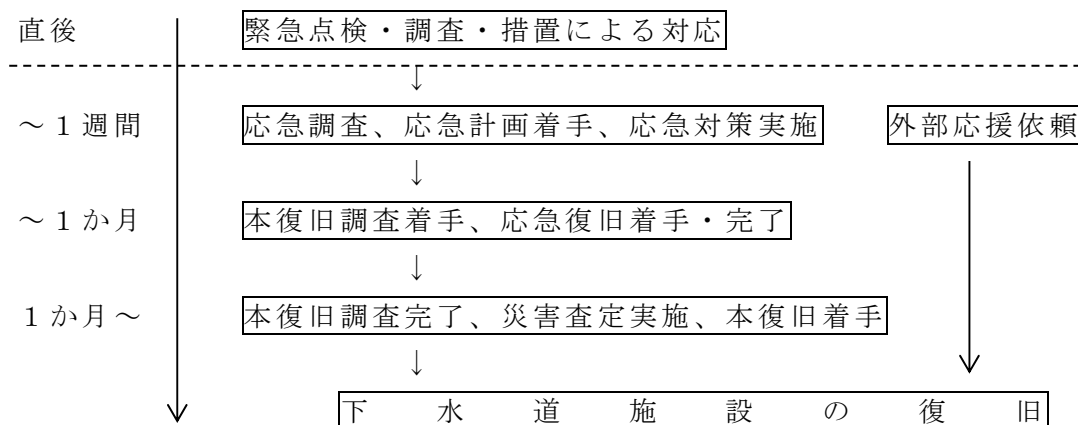 直後 緊急点検・調査・措置による対応
↓
～１週間 応急調査、応急計画着手、応急対策実施 外部応援依頼
↓
～１か月 本復旧調査着手、応急復旧着手・完了
↓
１か月～ 本復旧調査完了、災害査定実施、本復旧着手
↓
下水道施設の復旧